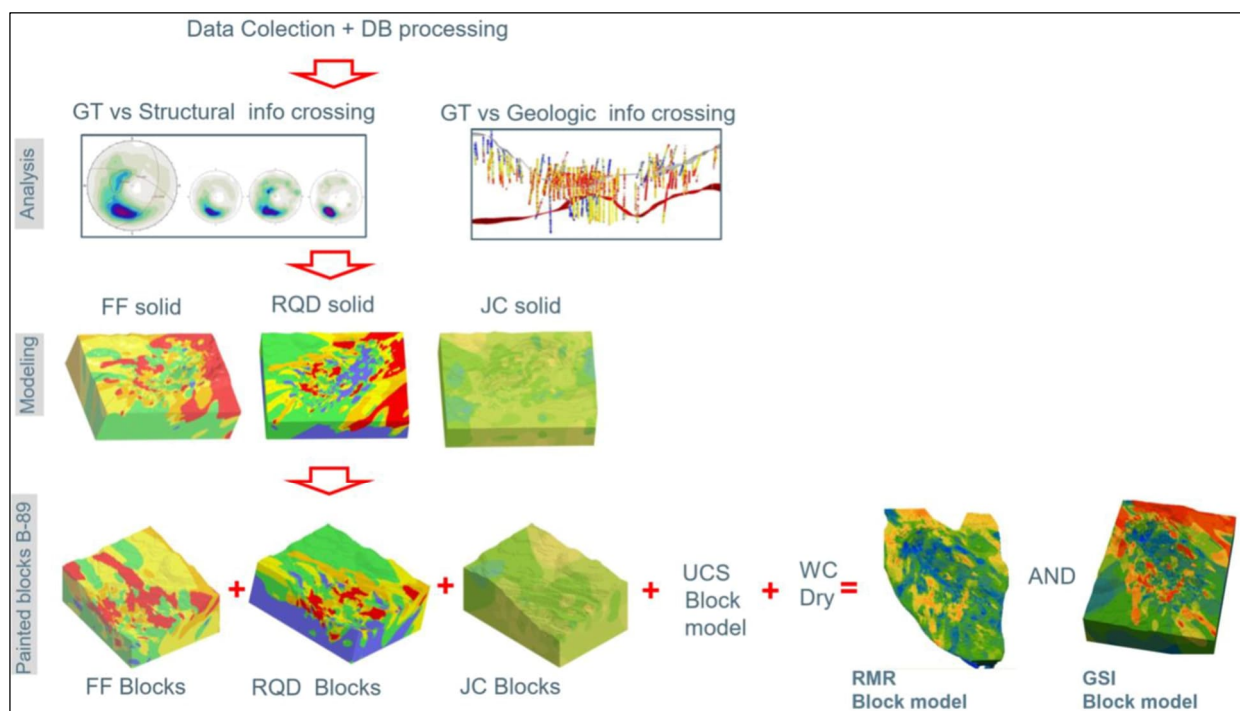 Data Colection + DB processing
GT vs Structural info crossing
GT vs Geologic info crossing
Analysis
FF solid
RQD solid
JC solid
Modeling
Painted blocks B-89
+
+
+
UCS
Block
model
+
WC
Dry
=
AND
FF Blocks
RQD Blocks
JC Blocks
RMR
Block model
GSI
Block model